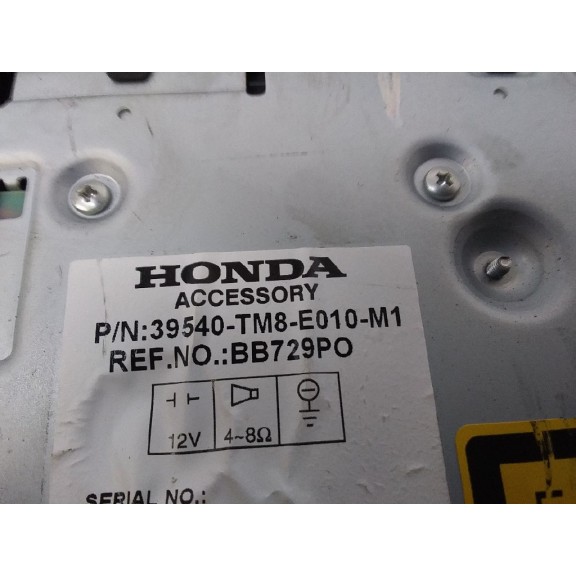 HONDA
ACCESSORY
P/N:39540-TM8-E010-M1
REF.NO.:BB729PO
12V 4~8Ω
SERIAL NO.: